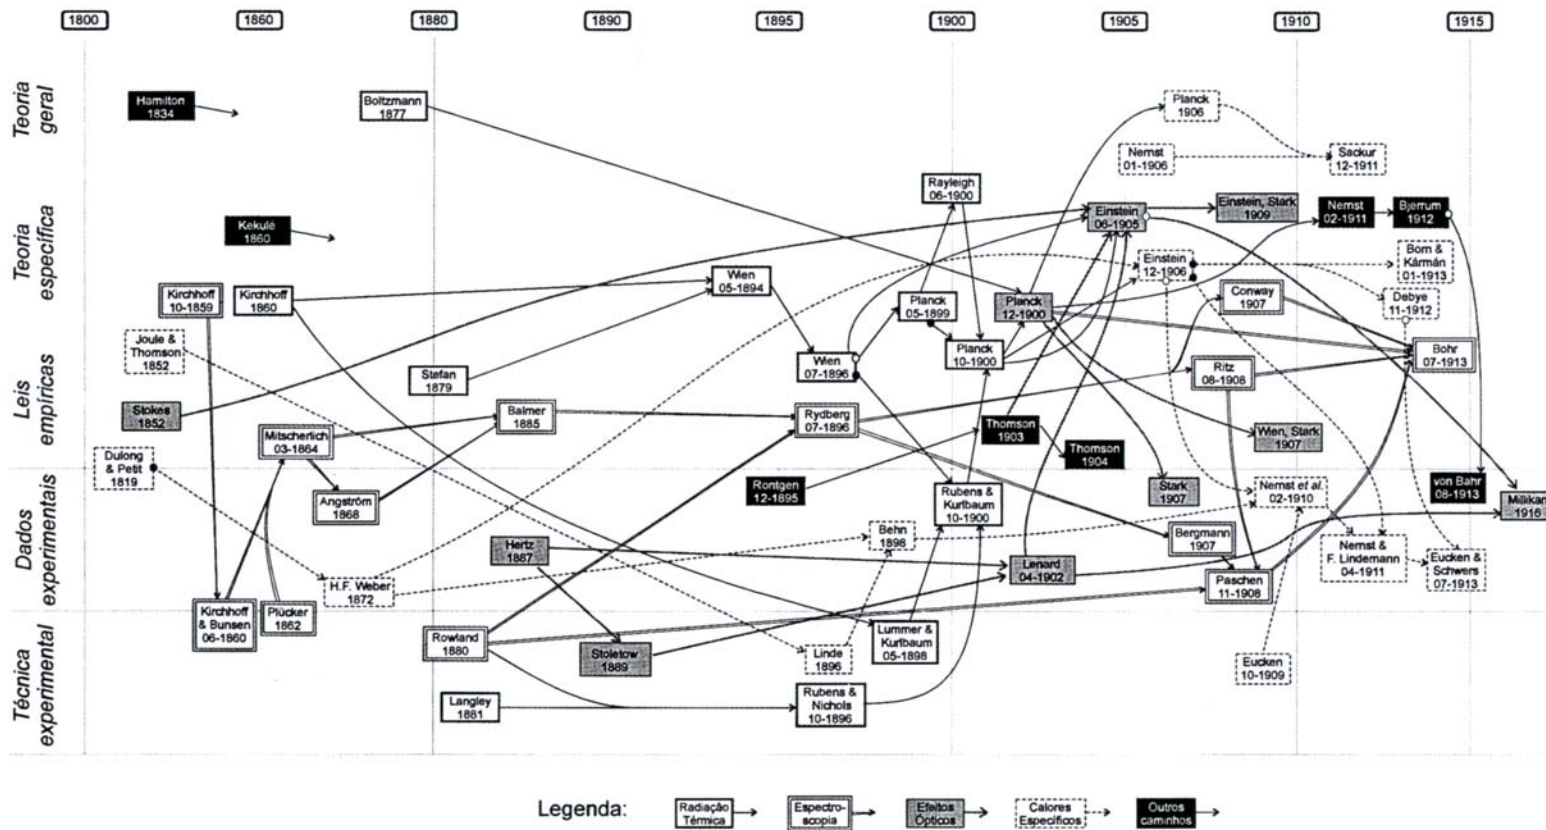 1800
1860
1880
1890
1895
1900
1905
1910
1915
Teoria
geral
Hamilton
1834
Boltzmann
1877
Planck
1906
Nernst
01-1906
Sackur
12-1911
Teoria
específica
Kekulé
1860
Kirchhoff
10-1859
Kirchhoff
1860
Wien
05-1894
Rayleigh
06-1900
Planck
05-1899
Planck
12-1900
Einstein
06-1905
Einstein, Stark
1909
Einstein
12-1906
Nernst
02-1911
Bjerrum
1912
Born &
Kármán
01-1913
Conway
1907
Debye
11-1912
Leis
empíricas
Joule &
Thomson
1852
Stokes
1852
Dulong
& Petit
1819
Mitscherlich
03-1864
Stefan
1879
Balmer
1885
Wien
07-1896
Rydberg
07-1896
Planck
10-1900
Thomson
1903
Thomson
1904
Ritz
08-1908
Wien, Stark
1907
Bohr
07-1913
Dados
experimentais
Angström
1868
H.F. Weber
1872
Kirchhoff
& Bunsen
06-1860
Plücker
1862
Hertz
1887
Rontgen
12-1895
Behn
1898
Rubens &
Kurlbaum
10-1900
Lenard
04-1902
Stark
1907
Bergmann
1907
Paschen
11-1908
Nernst et al.
02-1910
Nernst &
F. Lindemann
04-1911
von Bahr
08-1913
Eucken &
Schwers
07-1913
Millikan
1916
Técnica
experimental
Rowland
1880
Langley
1881
Stoletow
1889
Linde
1896
Rubens &
Nichols
10-1896
Lummer &
Kurlbaum
05-1898
Eucken
10-1909
Legenda:
Radiação
Térmica
Espectro-
scopia
Efeitos
Ópticos
Calores
Específicos
Outros
caminhos